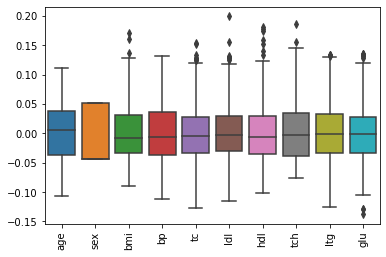 0.20
0.15
0.10
0.05
0.00
−0.05
−0.10
−0.15
age
sex
bmi
bp
tc
ldl
hdl
tch
ltg
glu